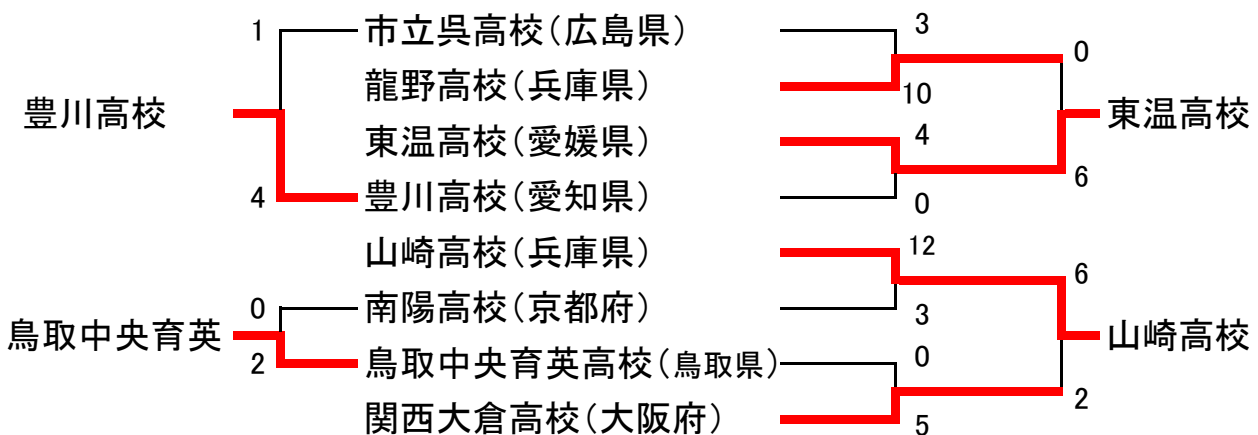 1
市立呉高校(広島県)
3
0
龍野高校(兵庫県)
10
豊川高校
東温高校
東温高校(愛媛県)
4
4
豊川高校(愛知県)
0
6
山崎高校(兵庫県)
12
6
0
南陽高校(京都府)
3
鳥取中央育英
山崎高校
2
鳥取中央育英高校(鳥取県)
0
2
関西大倉高校(大阪府)
5